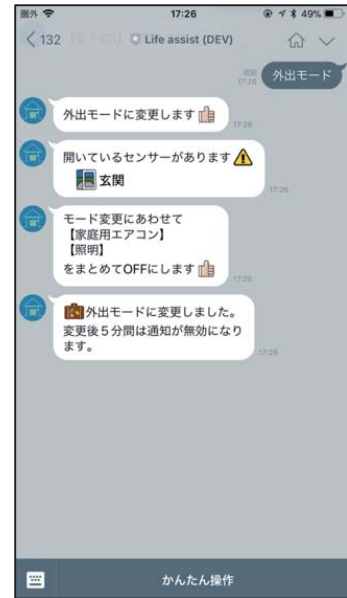 圏外 17:26 49%
132 Life assist (DEV)
既読
17:26
外出モード
外出モードに変更します
17:26
開いているセンサーがあります
玄関
17:26
モード変更にあわせて
【家庭用エアコン】
【照明】
をまとめてOFFにします
17:26
外出モードに変更しました。
変更後5分間は通知が無効になり
ます。
17:26
かんたん操作